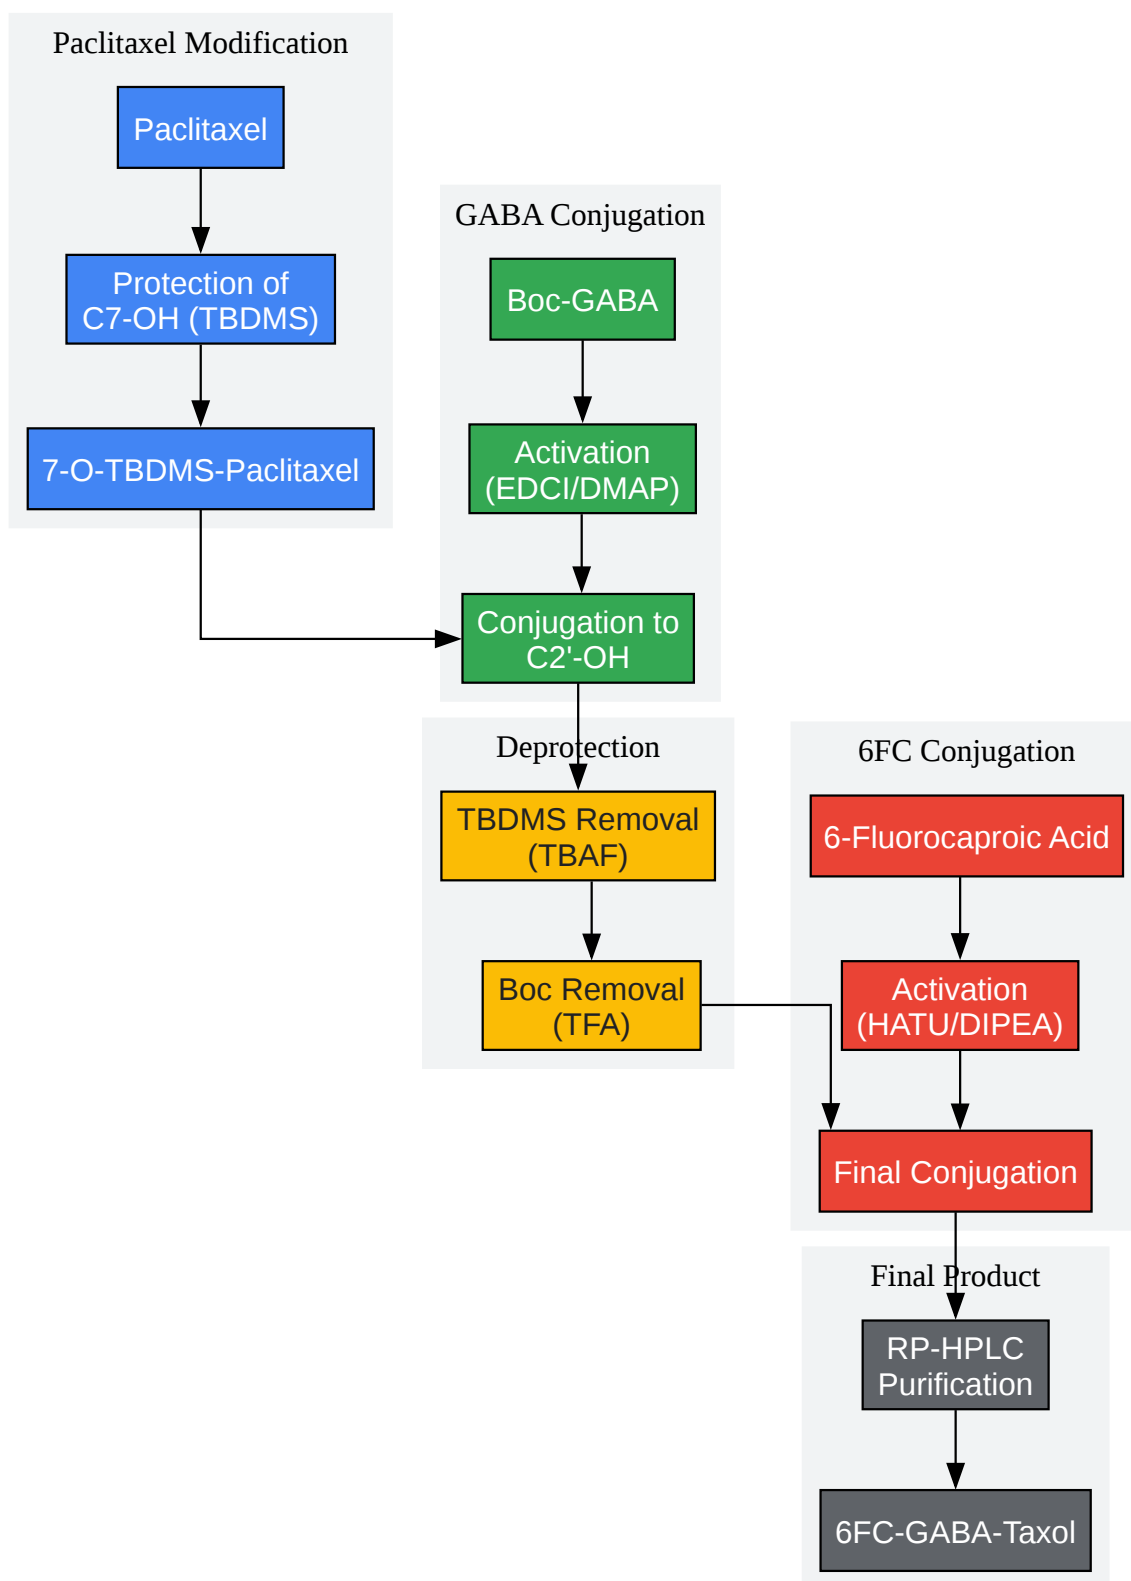 Paclitaxel Modification
Paclitaxel
Protection of
C7-OH (TBDMS)
7-O-TBDMS-Paclitaxel
GABA Conjugation
Boc-GABA
Activation
(EDCI/DMAP)
Conjugation to
C2'-OH
Deprotection
TBDMS Removal
(TBAF)
Boc Removal
(TFA)
6FC Conjugation
6-Fluorocaproic Acid
Activation
(HATU/DIPEA)
Final Conjugation
Final Product
RP-HPLC
Purification
6FC-GABA-Taxol